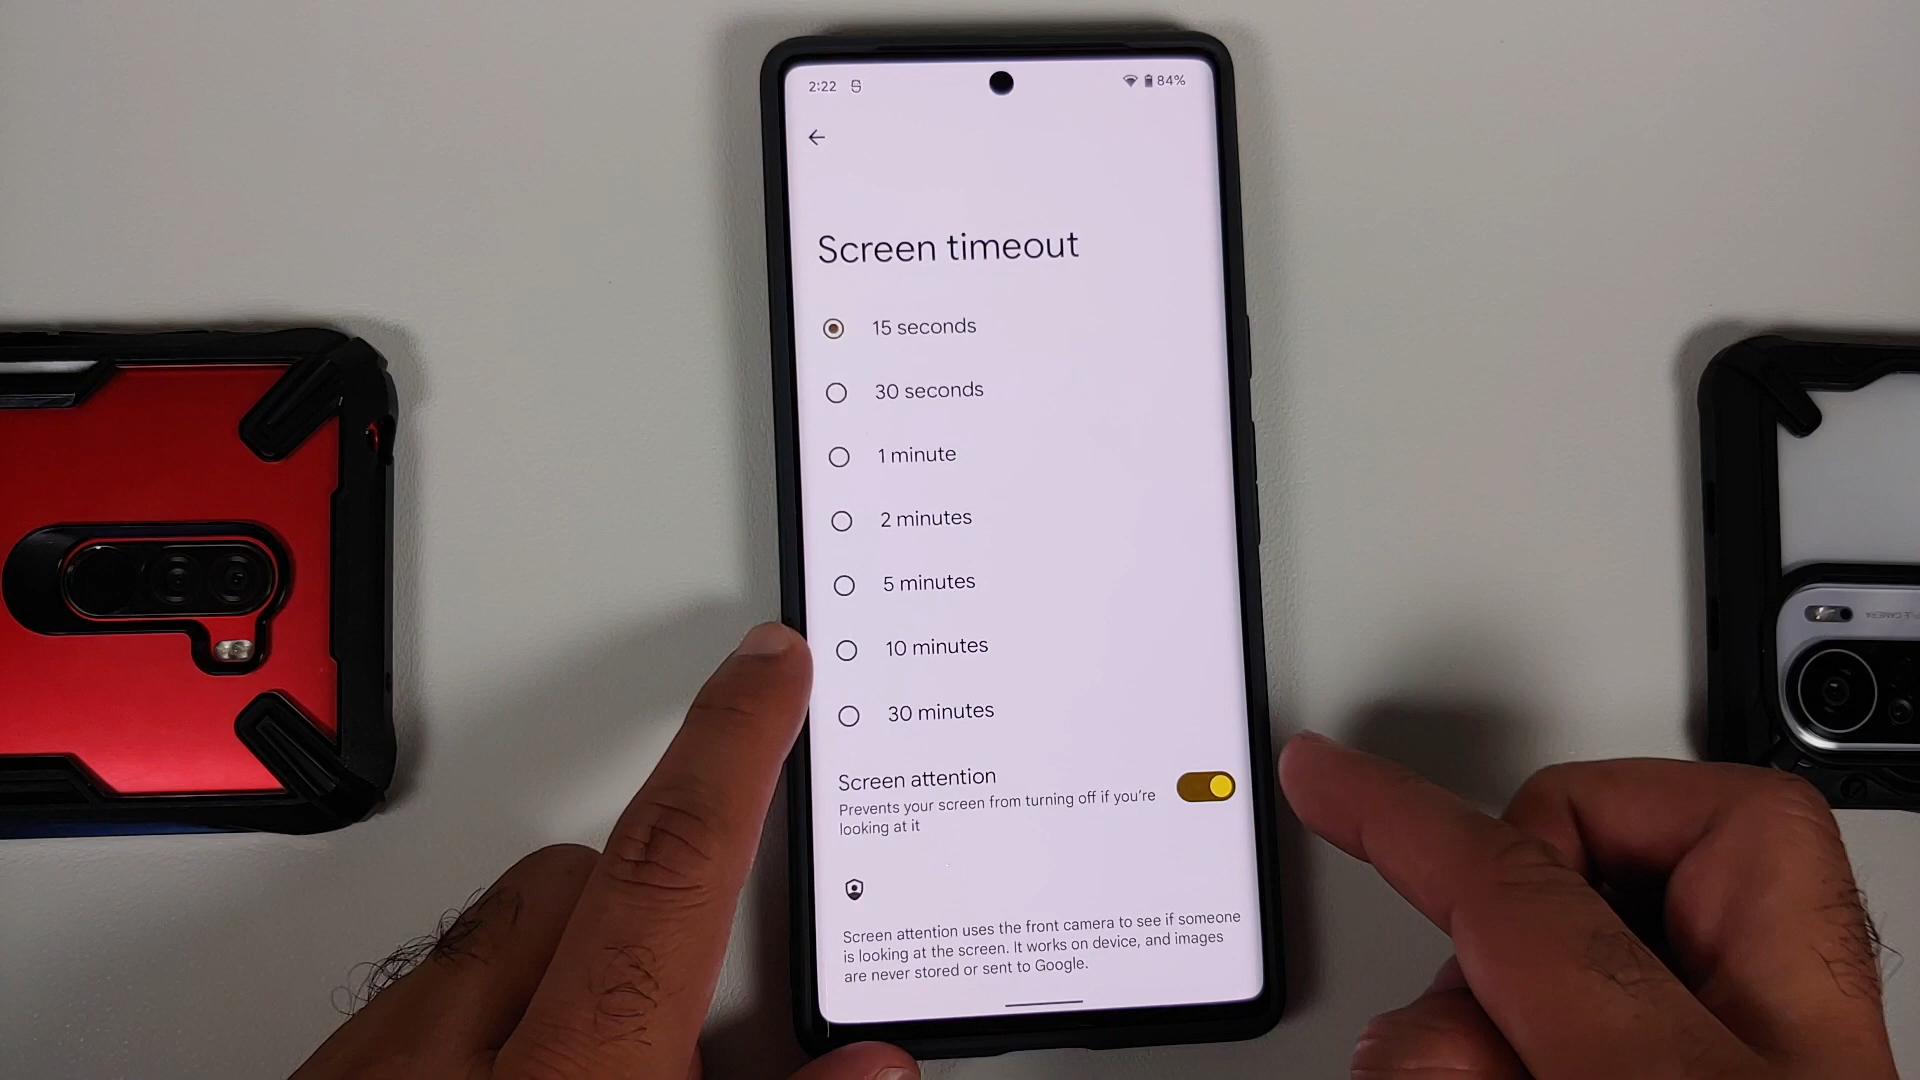 2:22
84%
Screen timeout
15 seconds
30 seconds
1 minute
2 minutes
5 minutes
10 minutes
30 minutes
Screen attention
Prevents your screen from turning off if you're
looking at it
Screen attention uses the front camera to see if someone
is looking at the screen. It works on device, and images
are never stored or sent to Google.
CAMERA